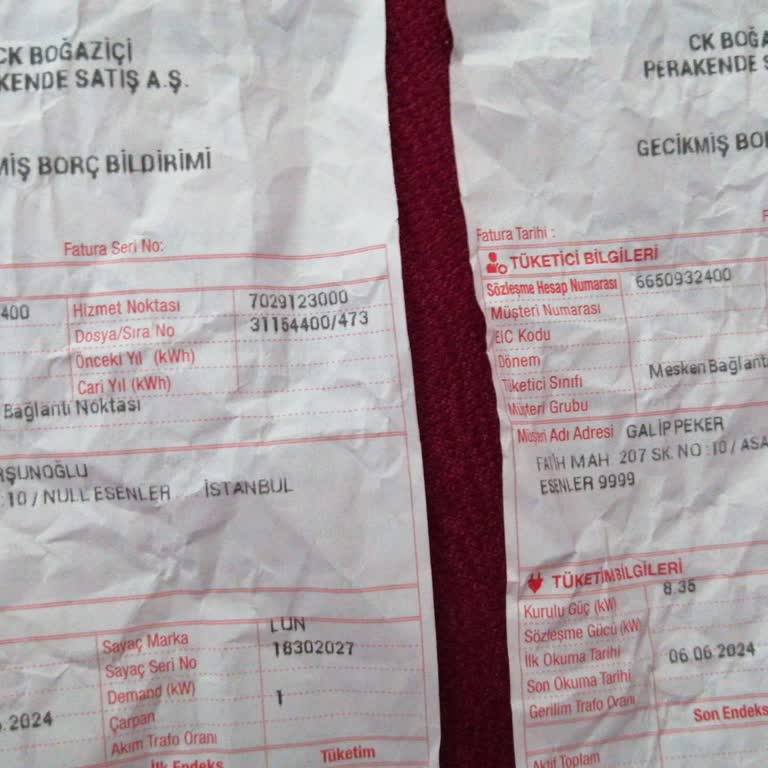 CK BOĞAZİÇİ
KENDE SATIŞ A.Ş.
MİŞ BORÇ BİLDİRİMİ
Fatura Seri No:
400 Hizmet Noktası 7029123000
Dosya/Sıra No 31154400/473
Önceki Yıl (kWh)
Cari Yıl (kWh)
Bağlantı Noktası
RŞUNOĞLU
:10 / NULL ESENLER İSTANBUL
Sayaç Marka LUN
Sayaç Seri No 18302027
Demand (kW)
.2024 Çarpan 1
Akım Trafo Oranı
İlk Endeks Tüketim
CK BOĞA
PERAKENDE S
GECİKMİŞ BO
Fatura Tarihi :
TÜKETİCİ BİLGİLERİ
Sözleşme Hesap Numarası 6650932400
Müşteri Numarası
EIC Kodu
Dönem
Tüketici Sınıfı Mesken Bağlant
Müşteri Grubu
Müşteri Adı Adresi GALİP PEKER
FATİH MAH 207 SK. NO :10 / ASA
ESENLER 9999
TÜKETİM BİLGİLERİ
Kurulu Güç (kW) 8.35
Sözleşme Gücü (kW)
İlk Okuma Tarihi 06.06.2024
Son Okuma Tarihi
Gerilim Trafo Oranı
Son Endeks
Aktif Toplam